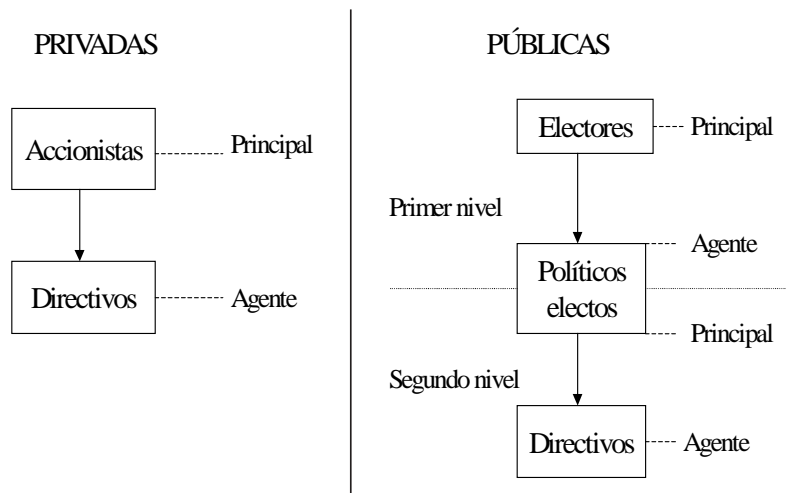 PRIVADAS
Accionistas
Principal
Directivos
Agente
PÚBLICAS
Electores
Principal
Primer nivel
Agente
Políticos
electos
Principal
Segundo nivel
Directivos
Agente